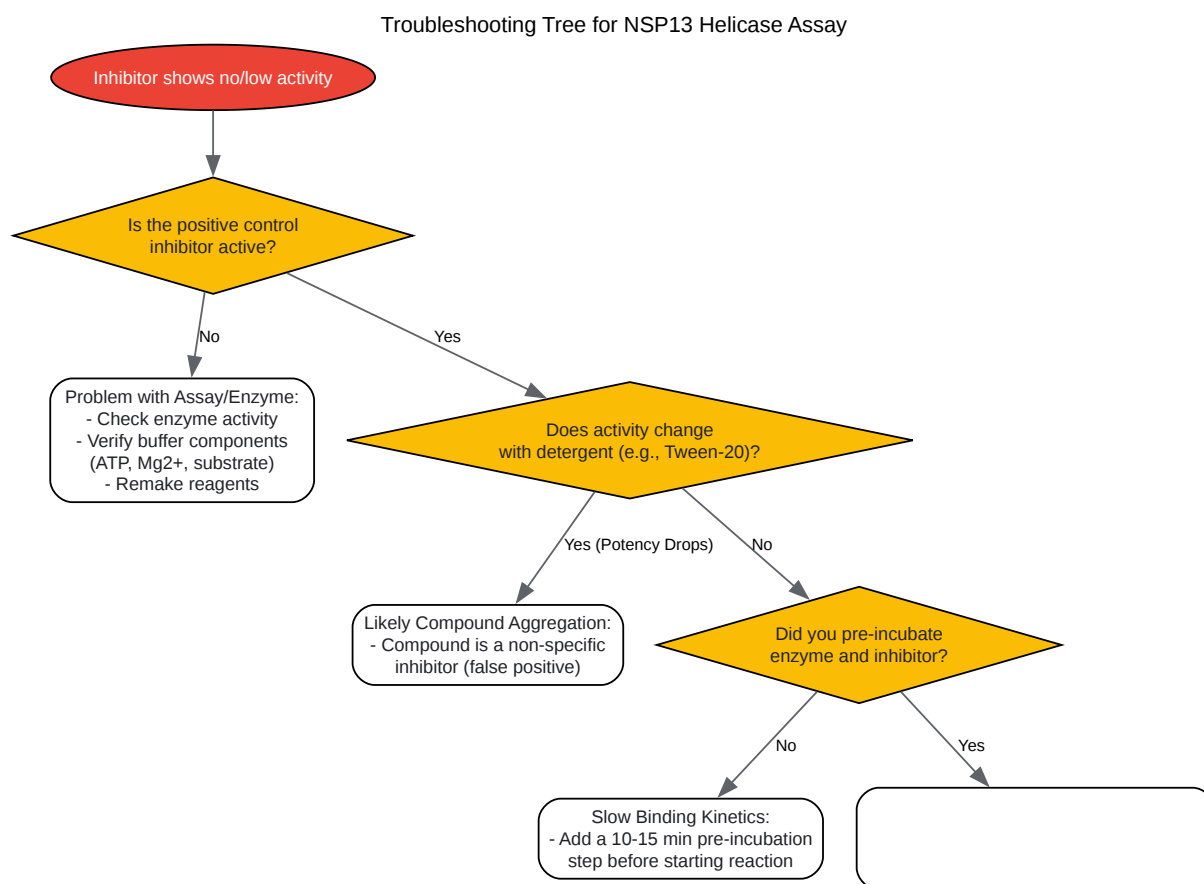 Troubleshooting Tree for NSP13 Helicase Assay
Inhibitor shows no/low activity
Is the positive control
inhibitor active?
No
Yes
Problem with Assay/Enzyme:
- Check enzyme activity
- Verify buffer components
(ATP, Mg2+, substrate)
- Remake reagents
Does activity change
with detergent (e.g., Tween-20)?
Yes (Potency Drops)
No
Likely Compound Aggregation:
- Compound is a non-specific
inhibitor (false positive)
Did you pre-incubate
enzyme and inhibitor?
No
Yes
Slow Binding Kinetics:
- Add a 10-15 min pre-incubation
step before starting reaction